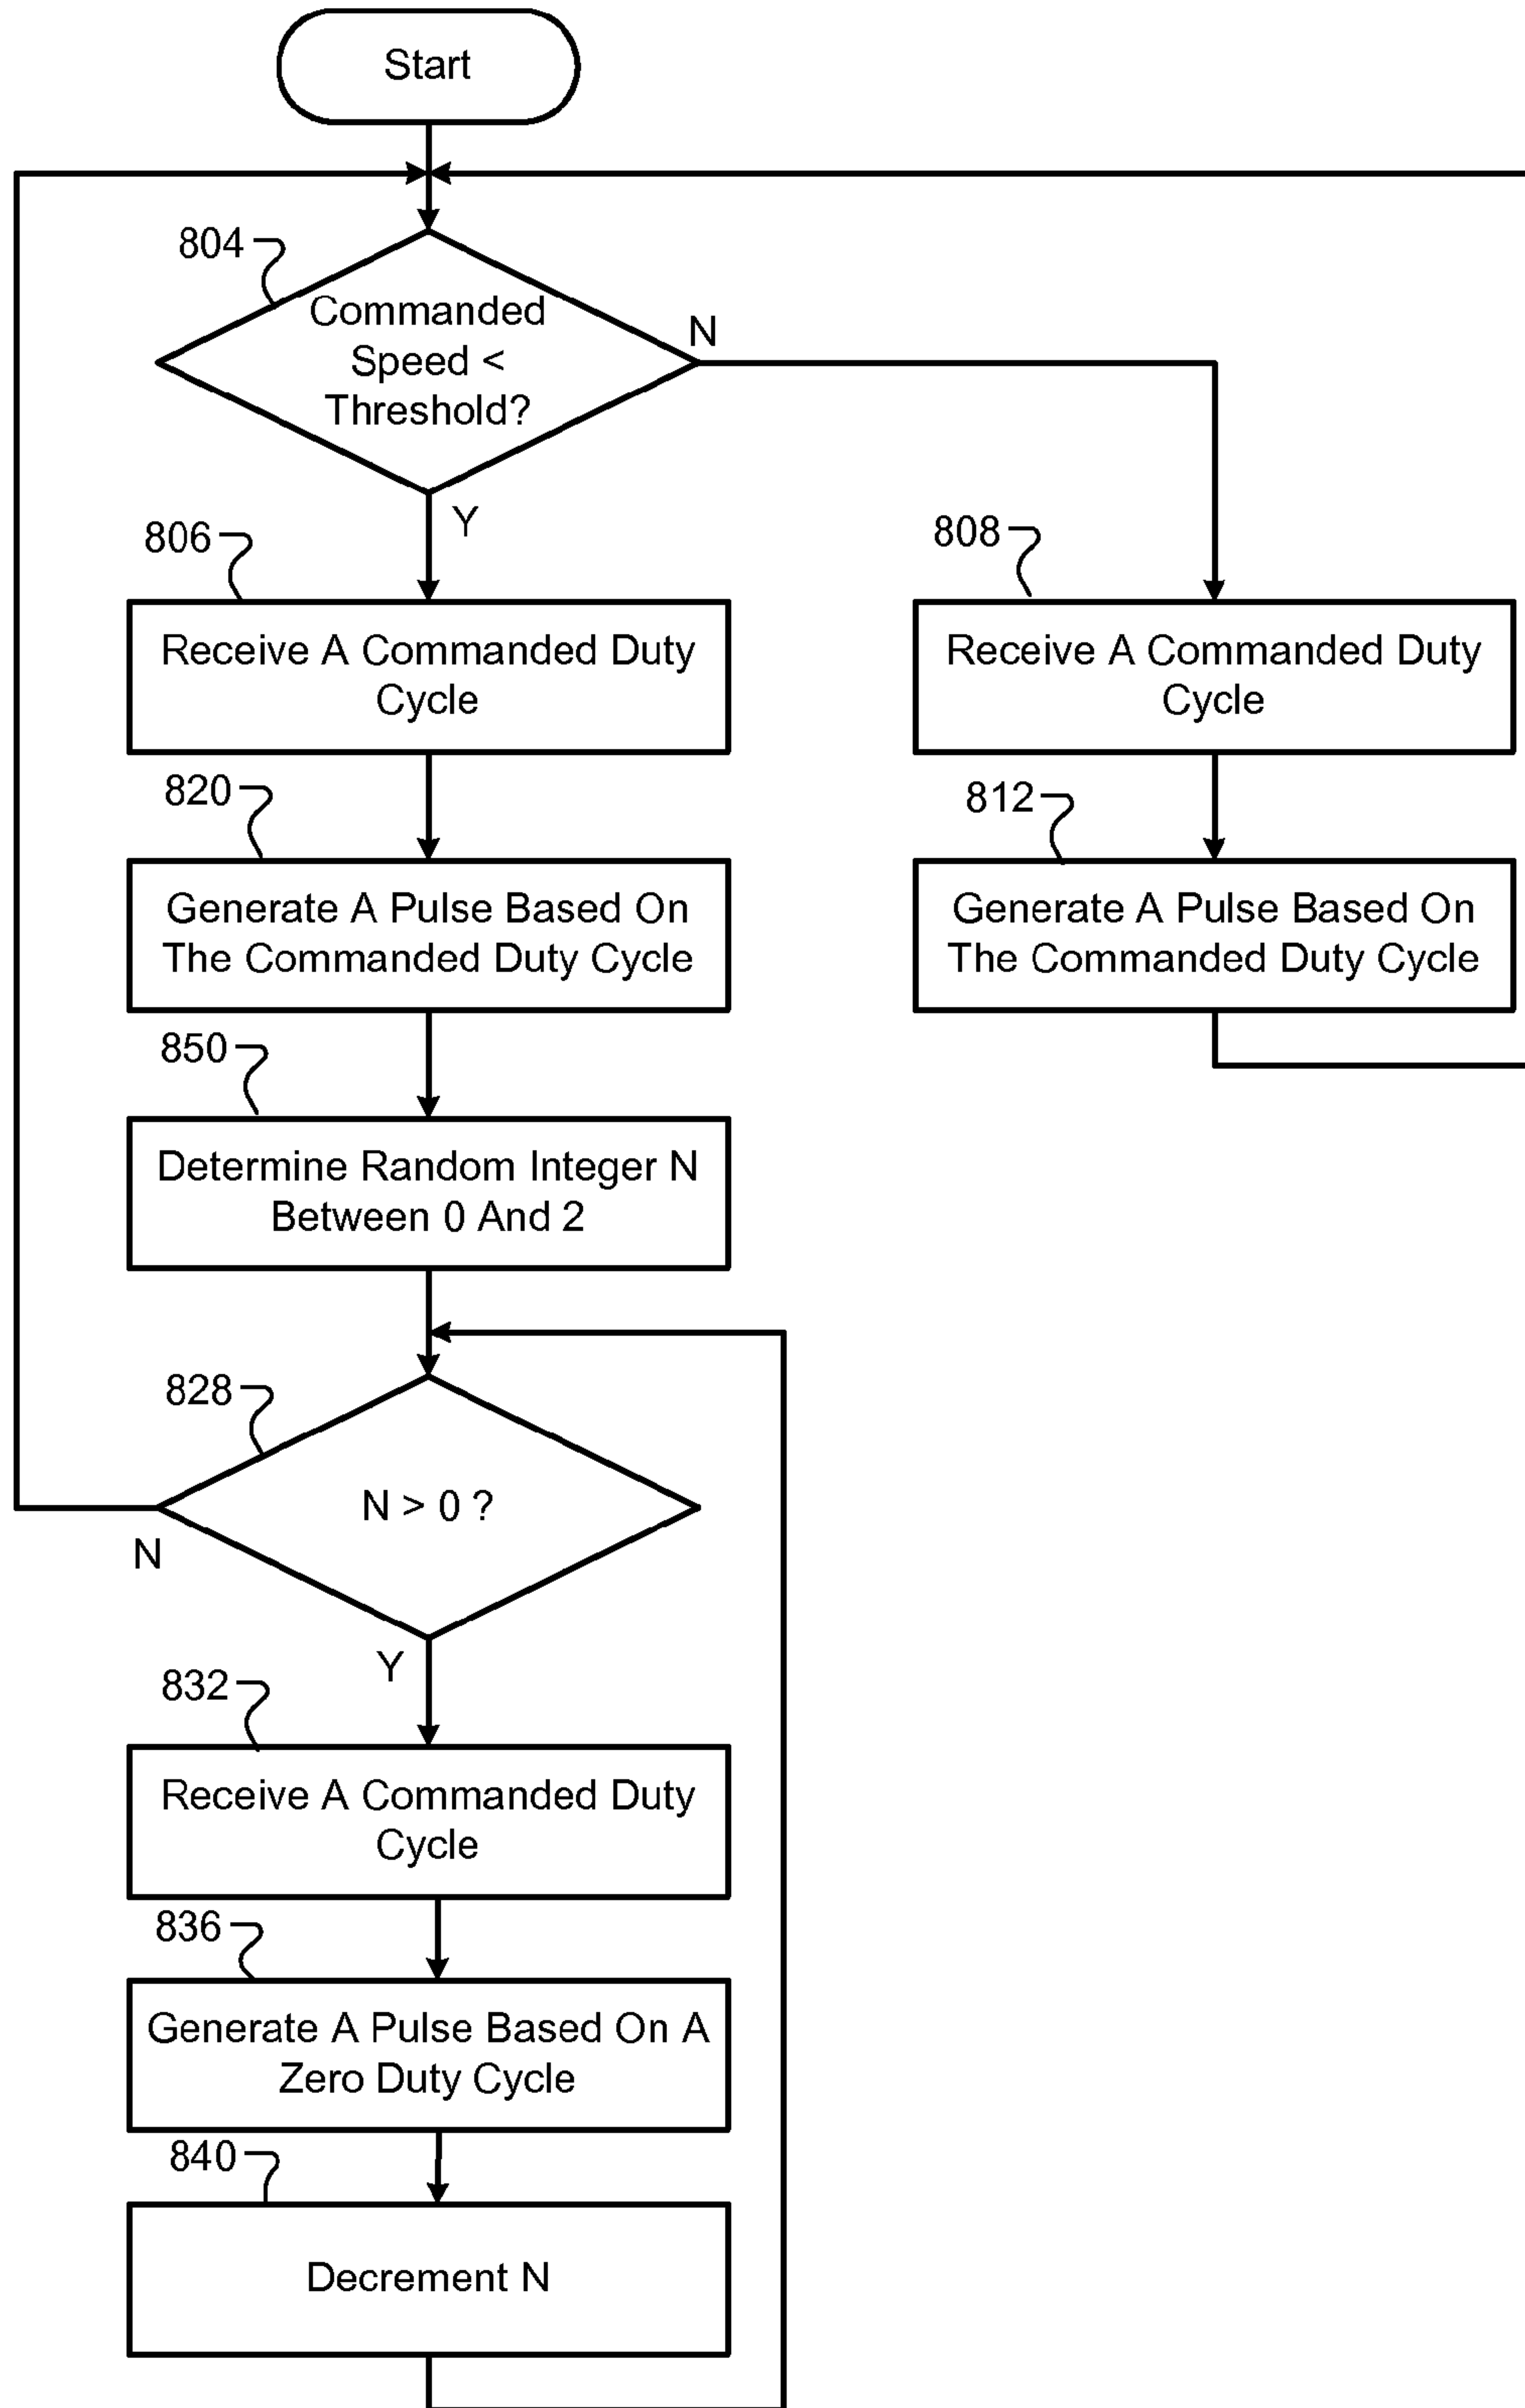 Start
804
Commanded
Speed <
Threshold?
N
Y
806
Receive A Commanded Duty
Cycle
808
Receive A Commanded Duty
Cycle
820
Generate A Pulse Based On
The Commanded Duty Cycle
812
Generate A Pulse Based On
The Commanded Duty Cycle
850
Determine Random Integer N
Between 0 And 2
828
N > 0 ?
N
Y
832
Receive A Commanded Duty
Cycle
836
Generate A Pulse Based On A
Zero Duty Cycle
840
Decrement N